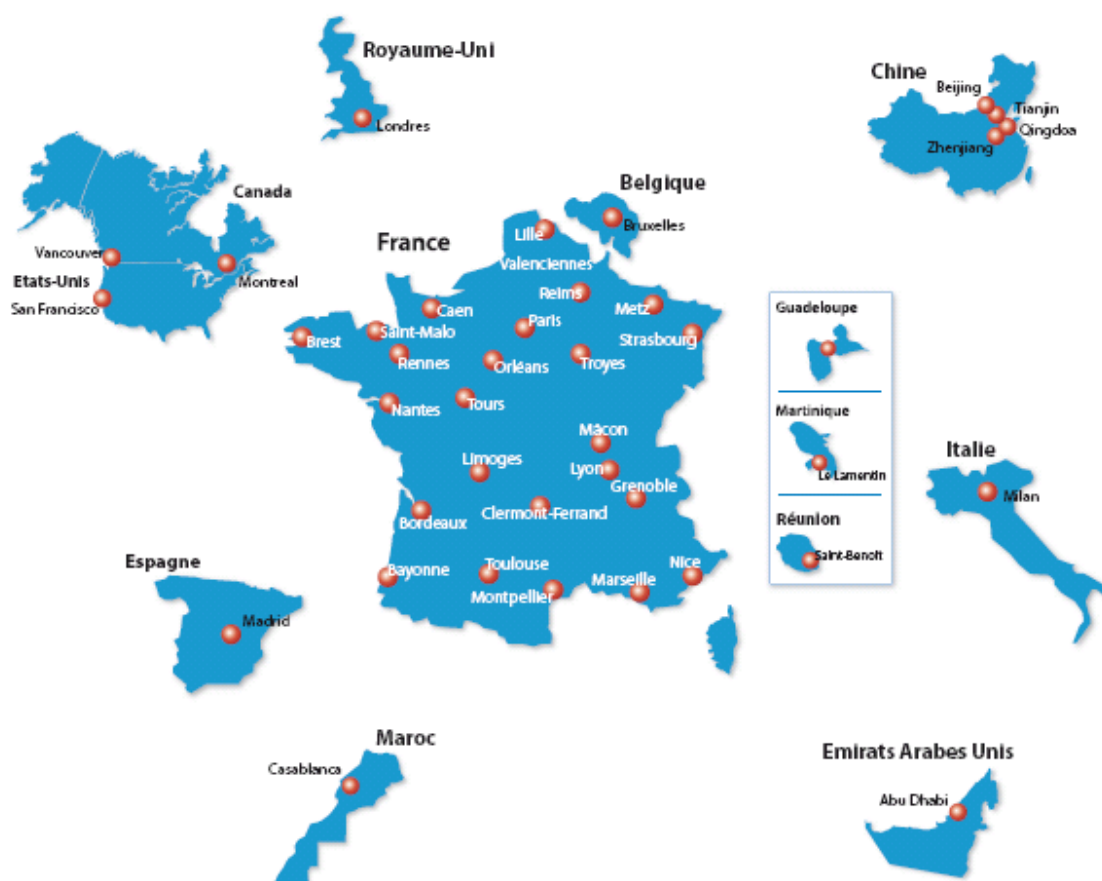 Royaume-Uni
Londres
Chine
Beijing
Tianjin
Qingdoa
Zhenjiang
Canada
Vancouver
Montreal
Etats-Unis
San Francisco
Belgique
Bruxelles
France
Lille
Valenciennes
Reims
Metz
Caen
Paris
Saint-Malo
Strasbourg
Brest
Rennes
Orléans
Troyes
Nantes
Tours
Mâcon
Limoges
Lyon
Grenoble
Bordeaux
Clermont-Ferrand
Bayonne
Toulouse
Nice
Marseille
Montpellier
Guadeloupe
Martinique
Le Lamentin
Réunion
Saint-Benoît
Italie
Milan
Espagne
Madrid
Maroc
Casablanca
Emirats Arabes Unis
Abu Dhabi